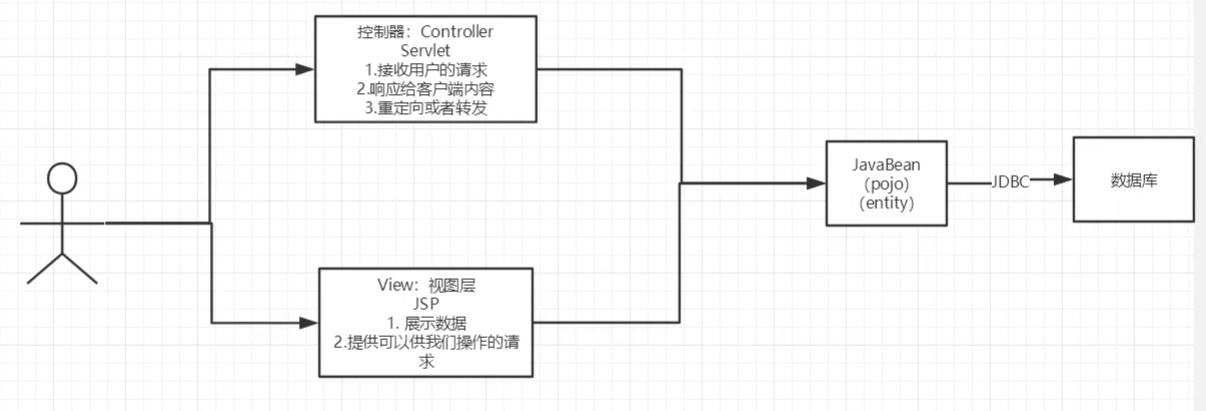 控制器：Controller
Servlet
1.接收用户的请求
2.响应给客户端内容
3.重定向或者转发
View：视图层
JSP
1. 展示数据
2.提供可以供我们操作的请
求
JavaBean
（pojo）
（entity）
JDBC
数据库